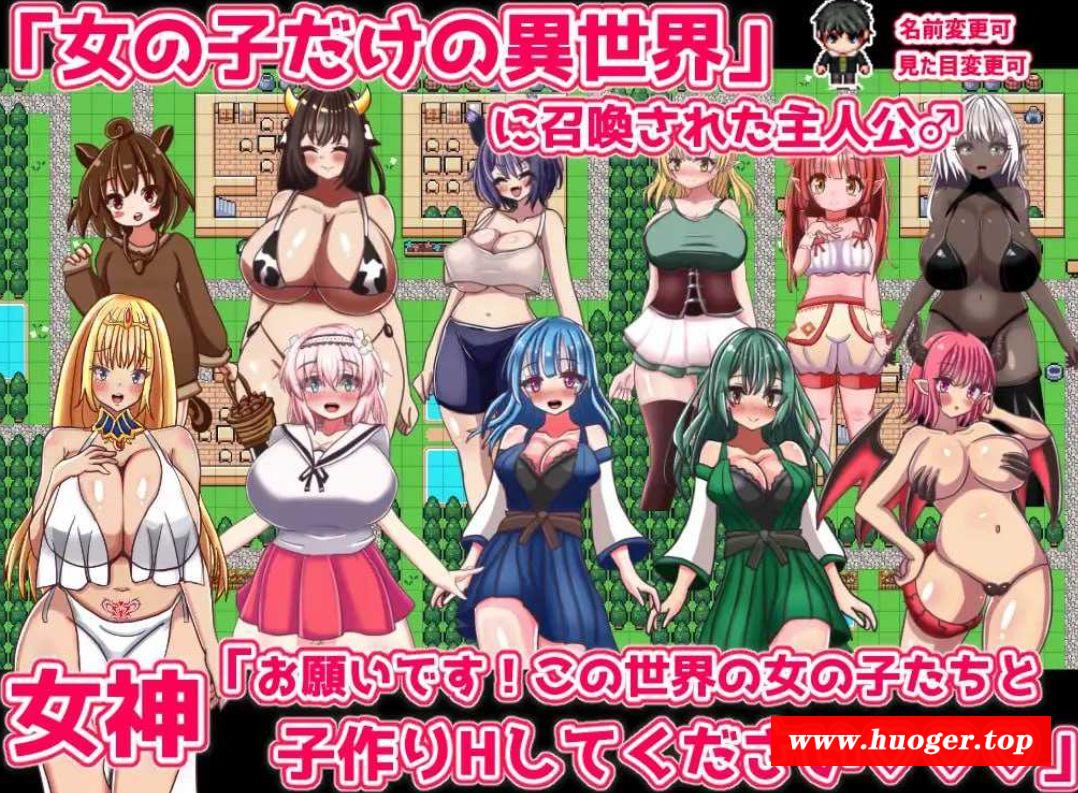 「女の子だけの異世界」
に召喚された主人公♂
名前変更可
見た目変更可
女神
「お願いです！この世界の女の子たちと
子作りHしてくださ
」
www.huoger.top